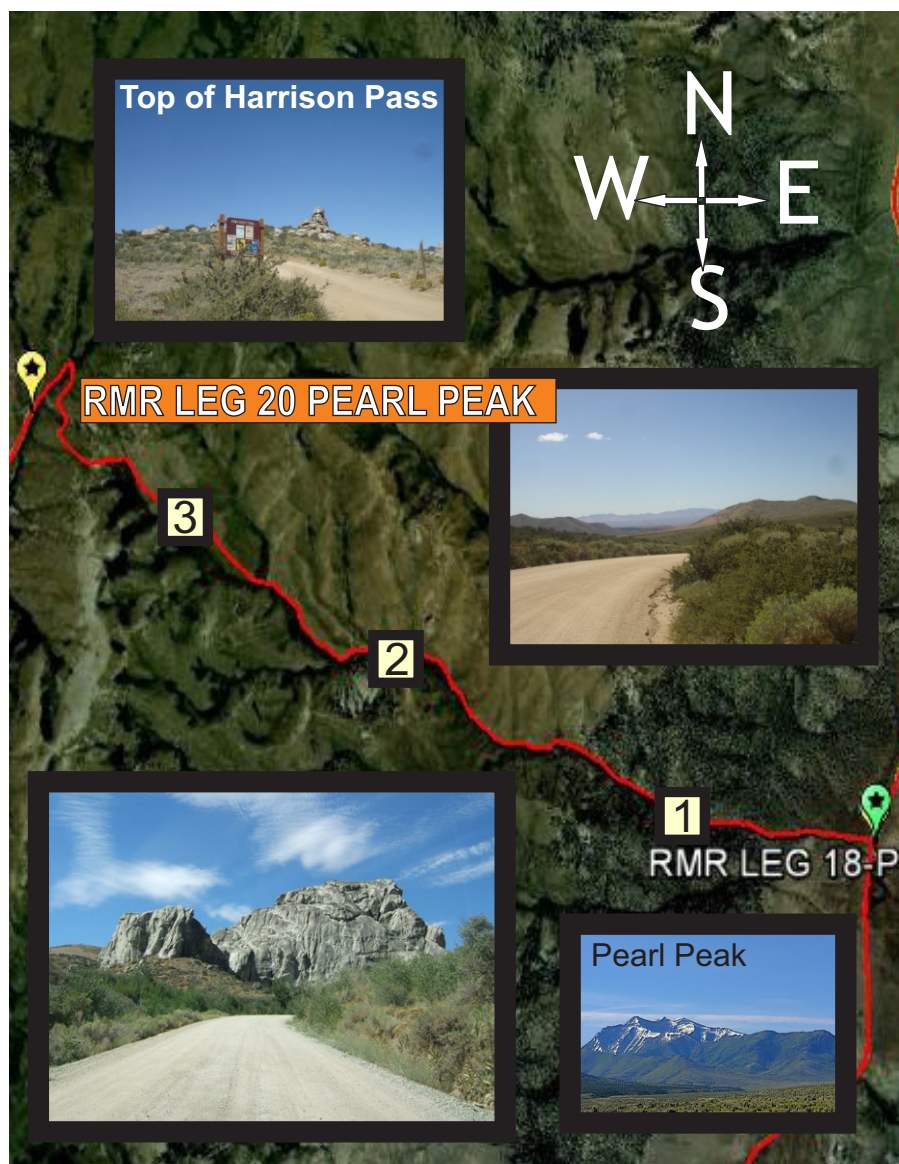 Top of Harrison Pass
N
W E
S
RMR LEG 20 PEARL PEAK
3
2
1
RMR LEG 18-P
Pearl Peak